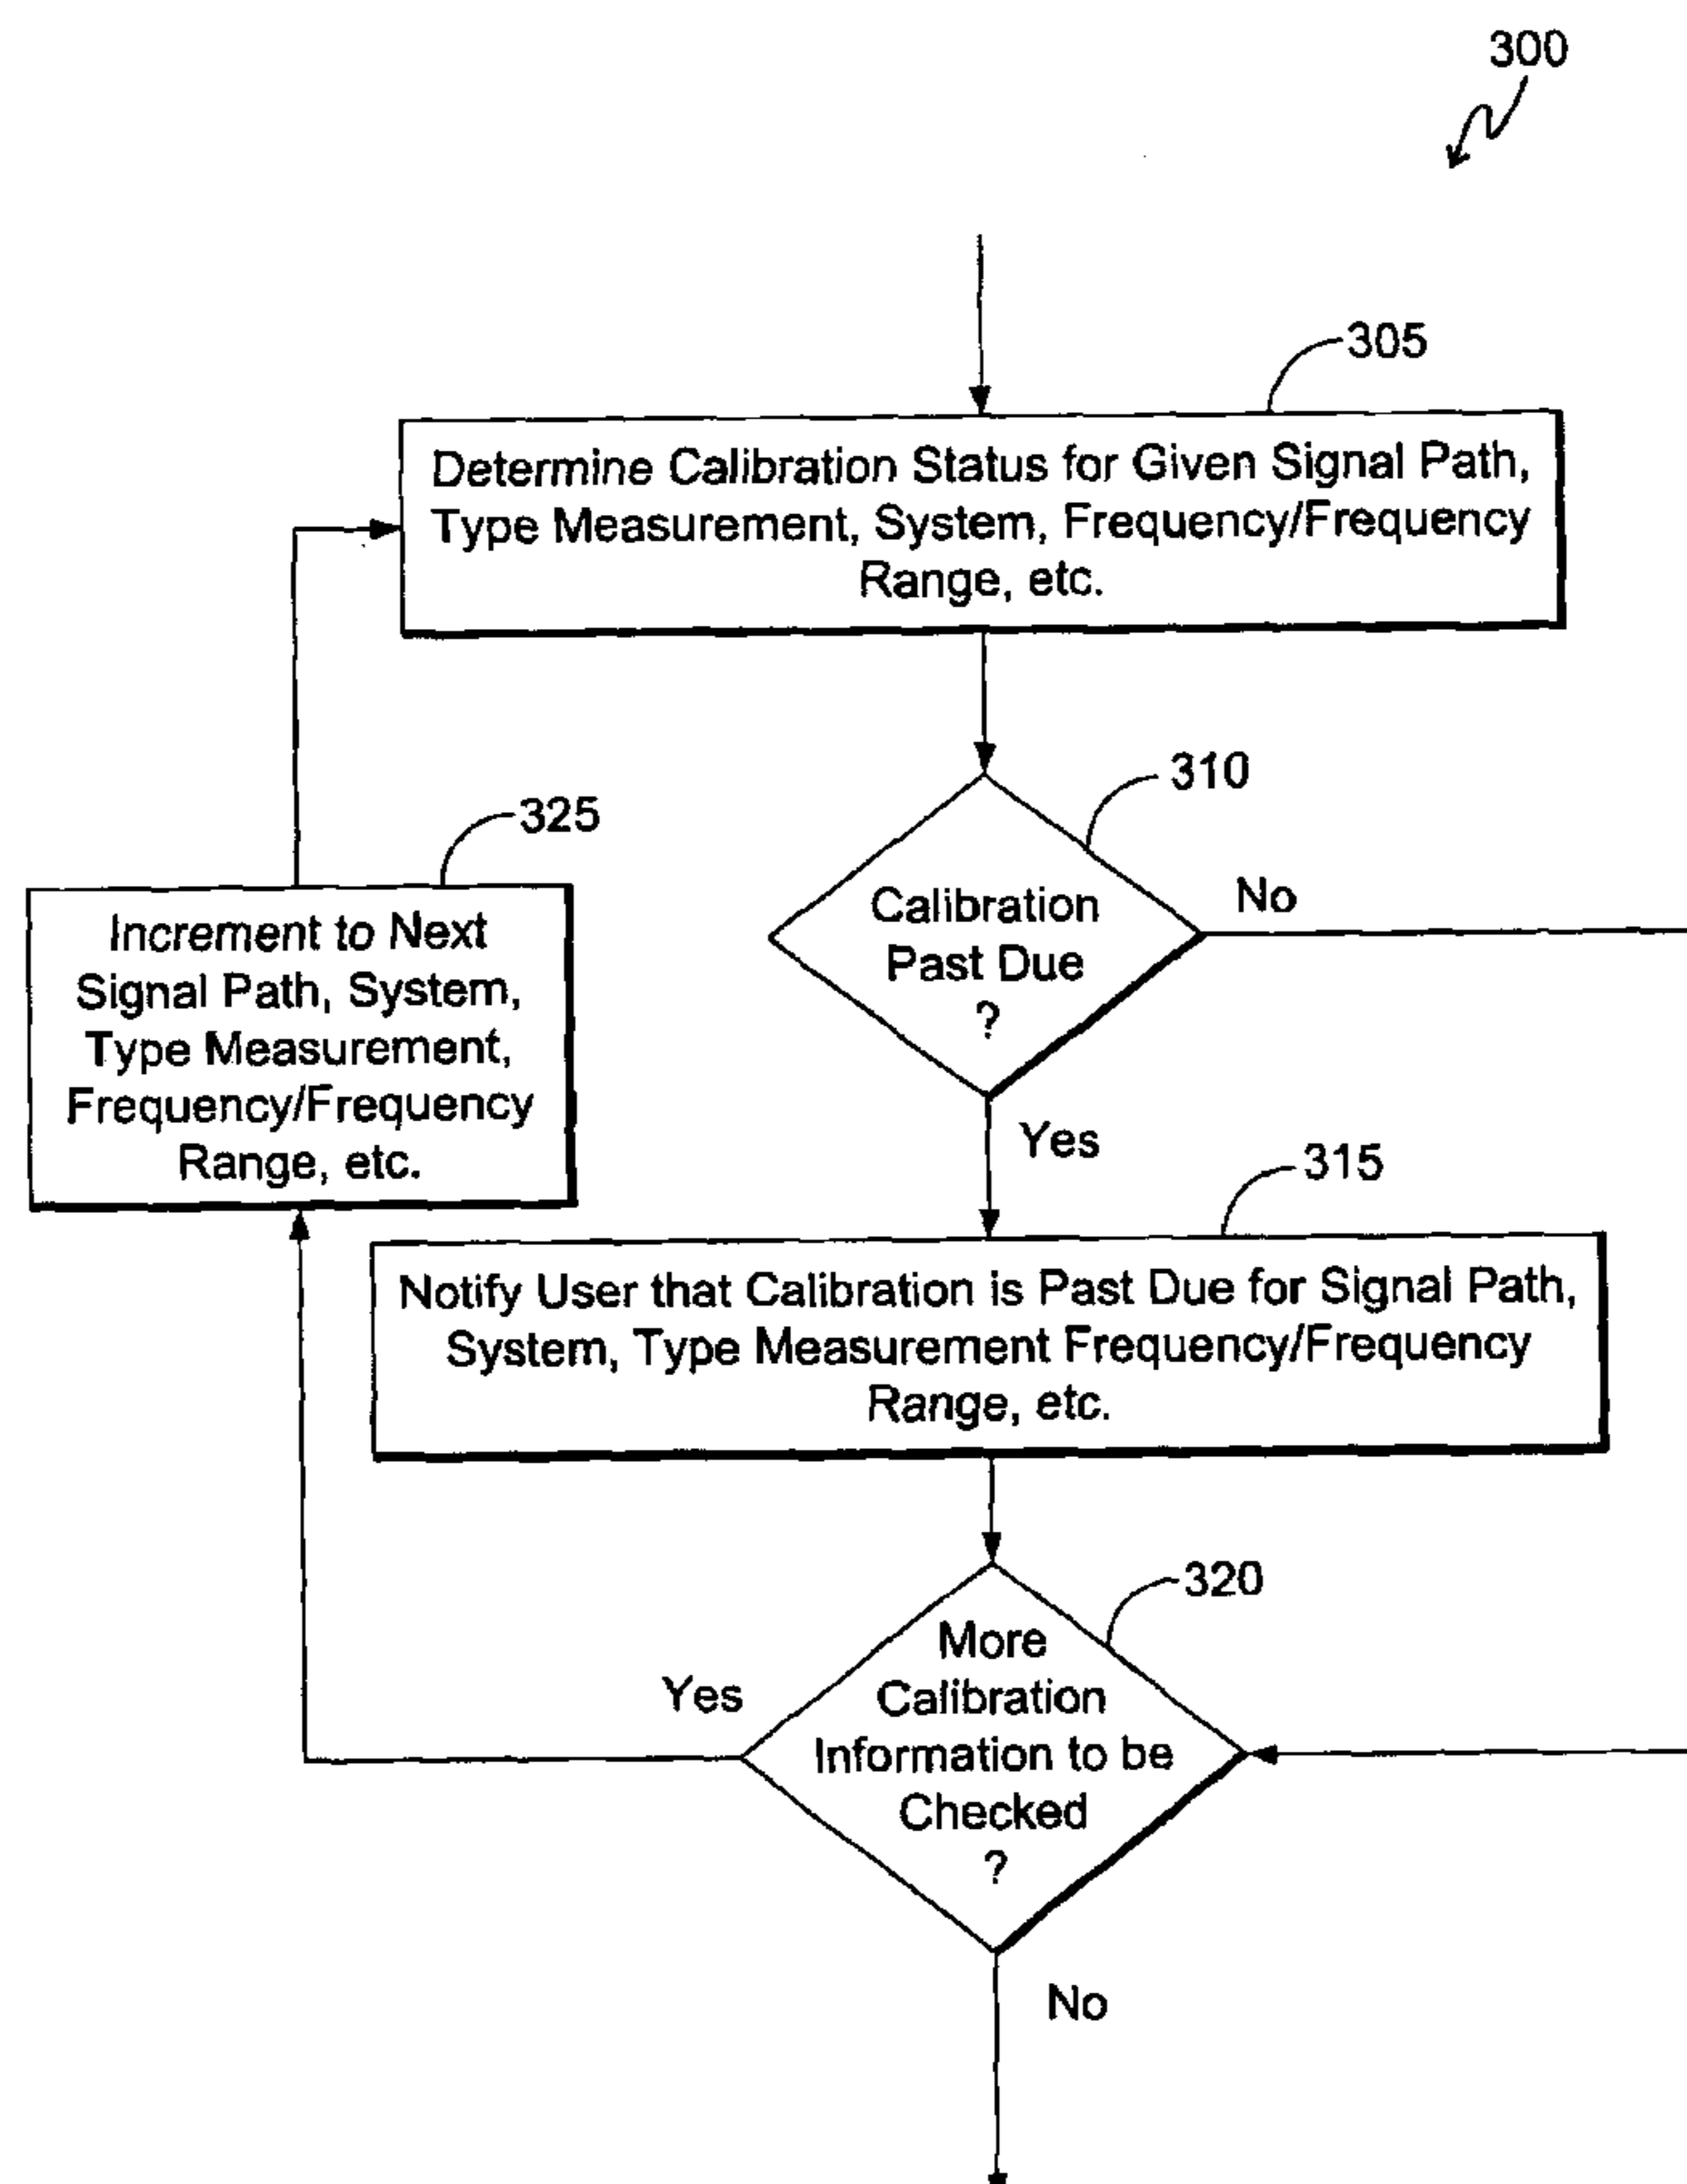 300
305
Determine Calibration Status for Given Signal Path,
Type Measurement, System, Frequency/Frequency
Range, etc.
310
Calibration
Past Due
?
No
Yes
325
Increment to Next
Signal Path, System,
Type Measurement,
Frequency/Frequency
Range, etc.
315
Notify User that Calibration is Past Due for Signal Path,
System, Type Measurement Frequency/Frequency
Range, etc.
320
More
Calibration
Information to be
Checked
?
Yes
No